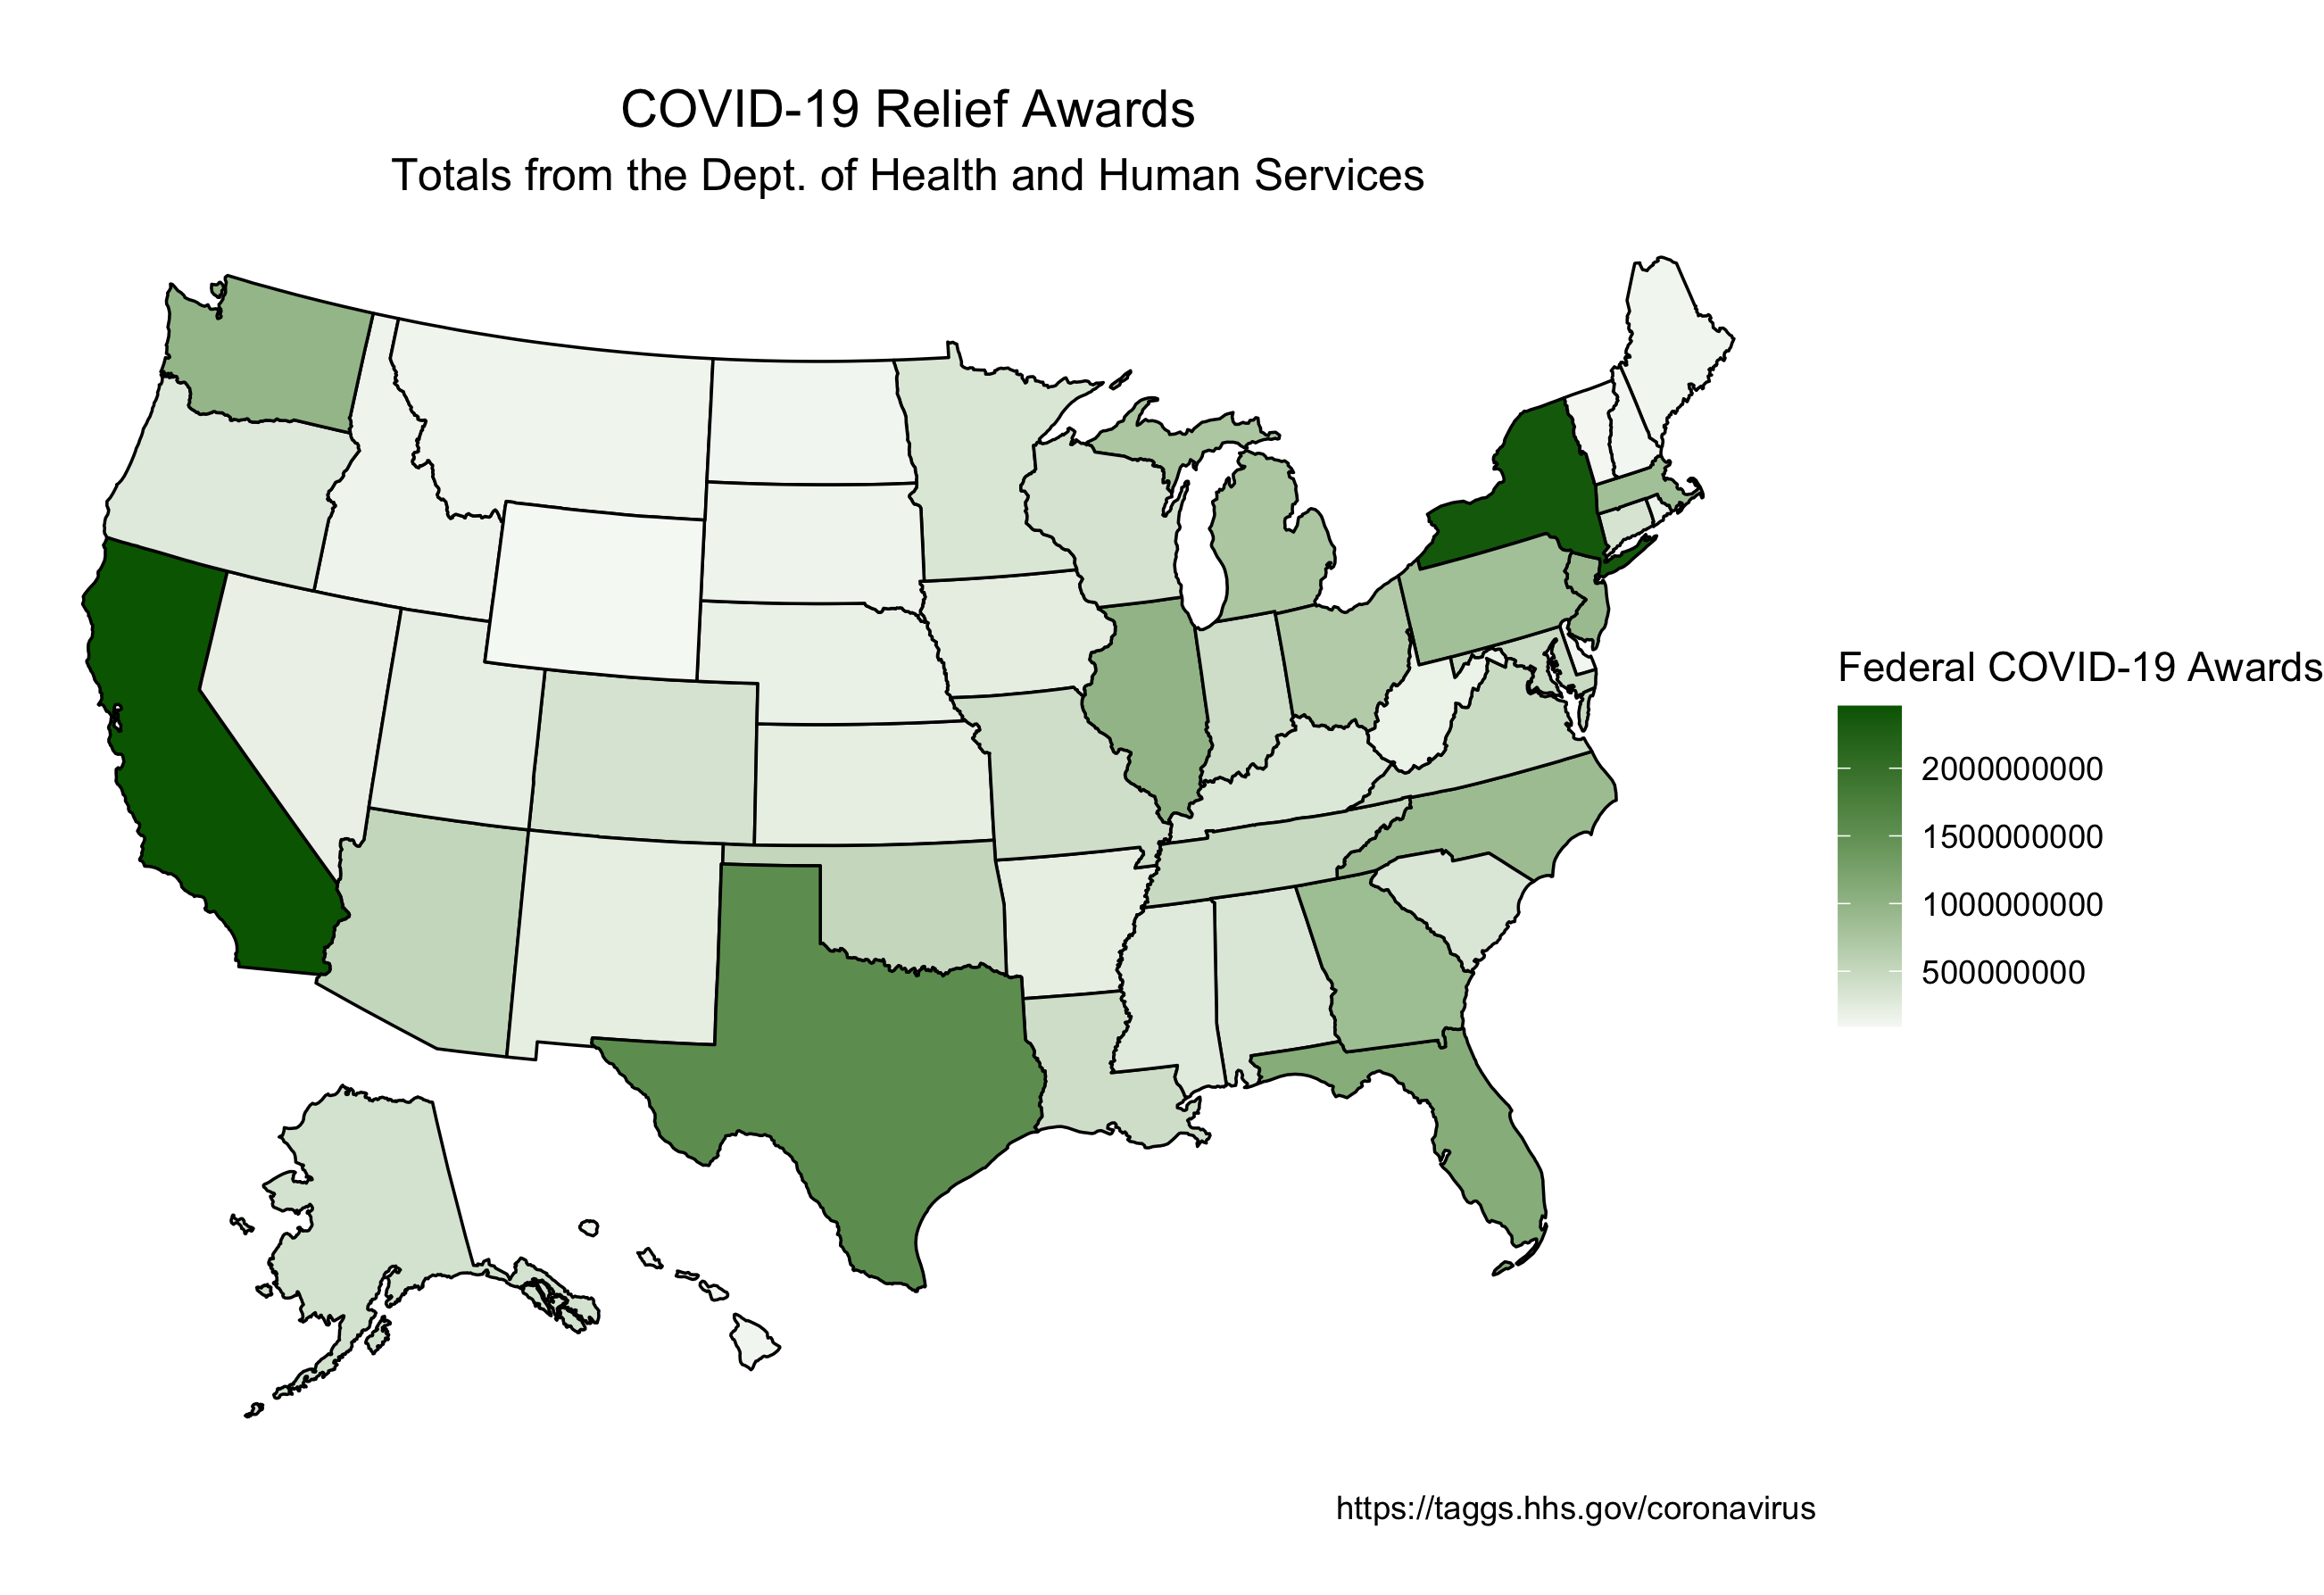 COVID-19 Relief Awards
Totals from the Dept. of Health and Human Services
Federal COVID-19 Awards
2000000000
1500000000
1000000000
500000000
https://taggs.hhs.gov/coronavirus